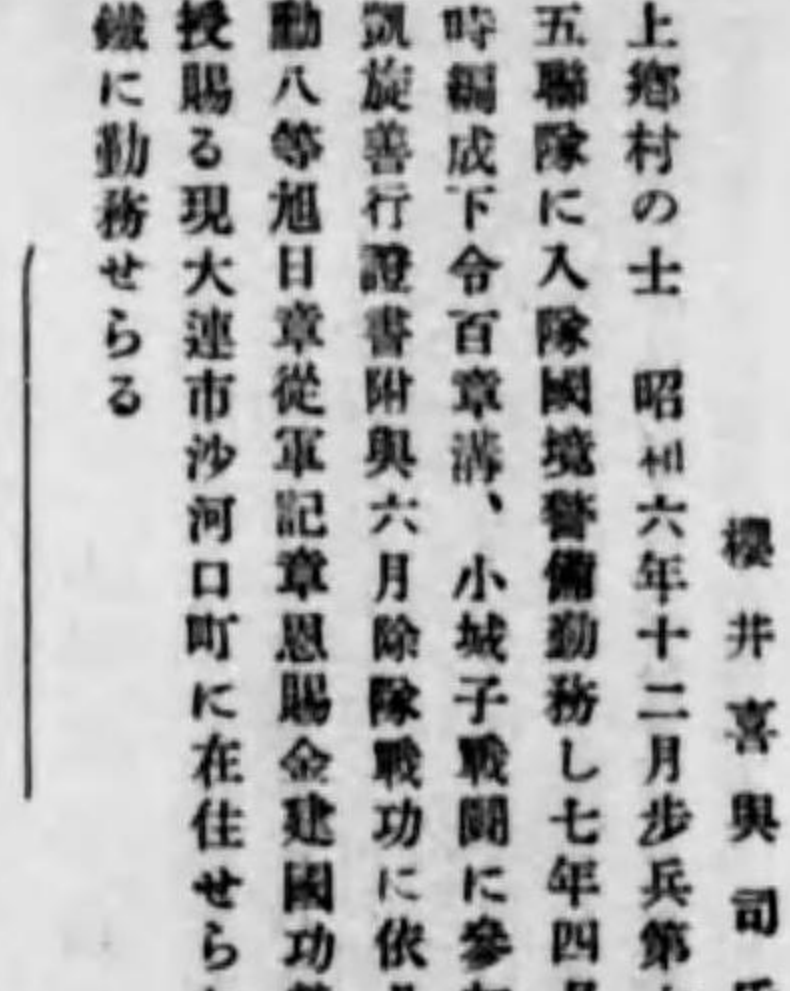 櫻井喜與司
上鄕村の士　昭和六年十二月步兵第
五聯隊に入隊國境警備勤務し七年四
時編成下令百章溝、小城子戰鬪に參
凱旋善行證書附與六月除隊戰功に依
勳八等旭日章從軍記章恩賜金建國功
授賜る現大連市沙河口町に在住せら
鐵に勤務せらる